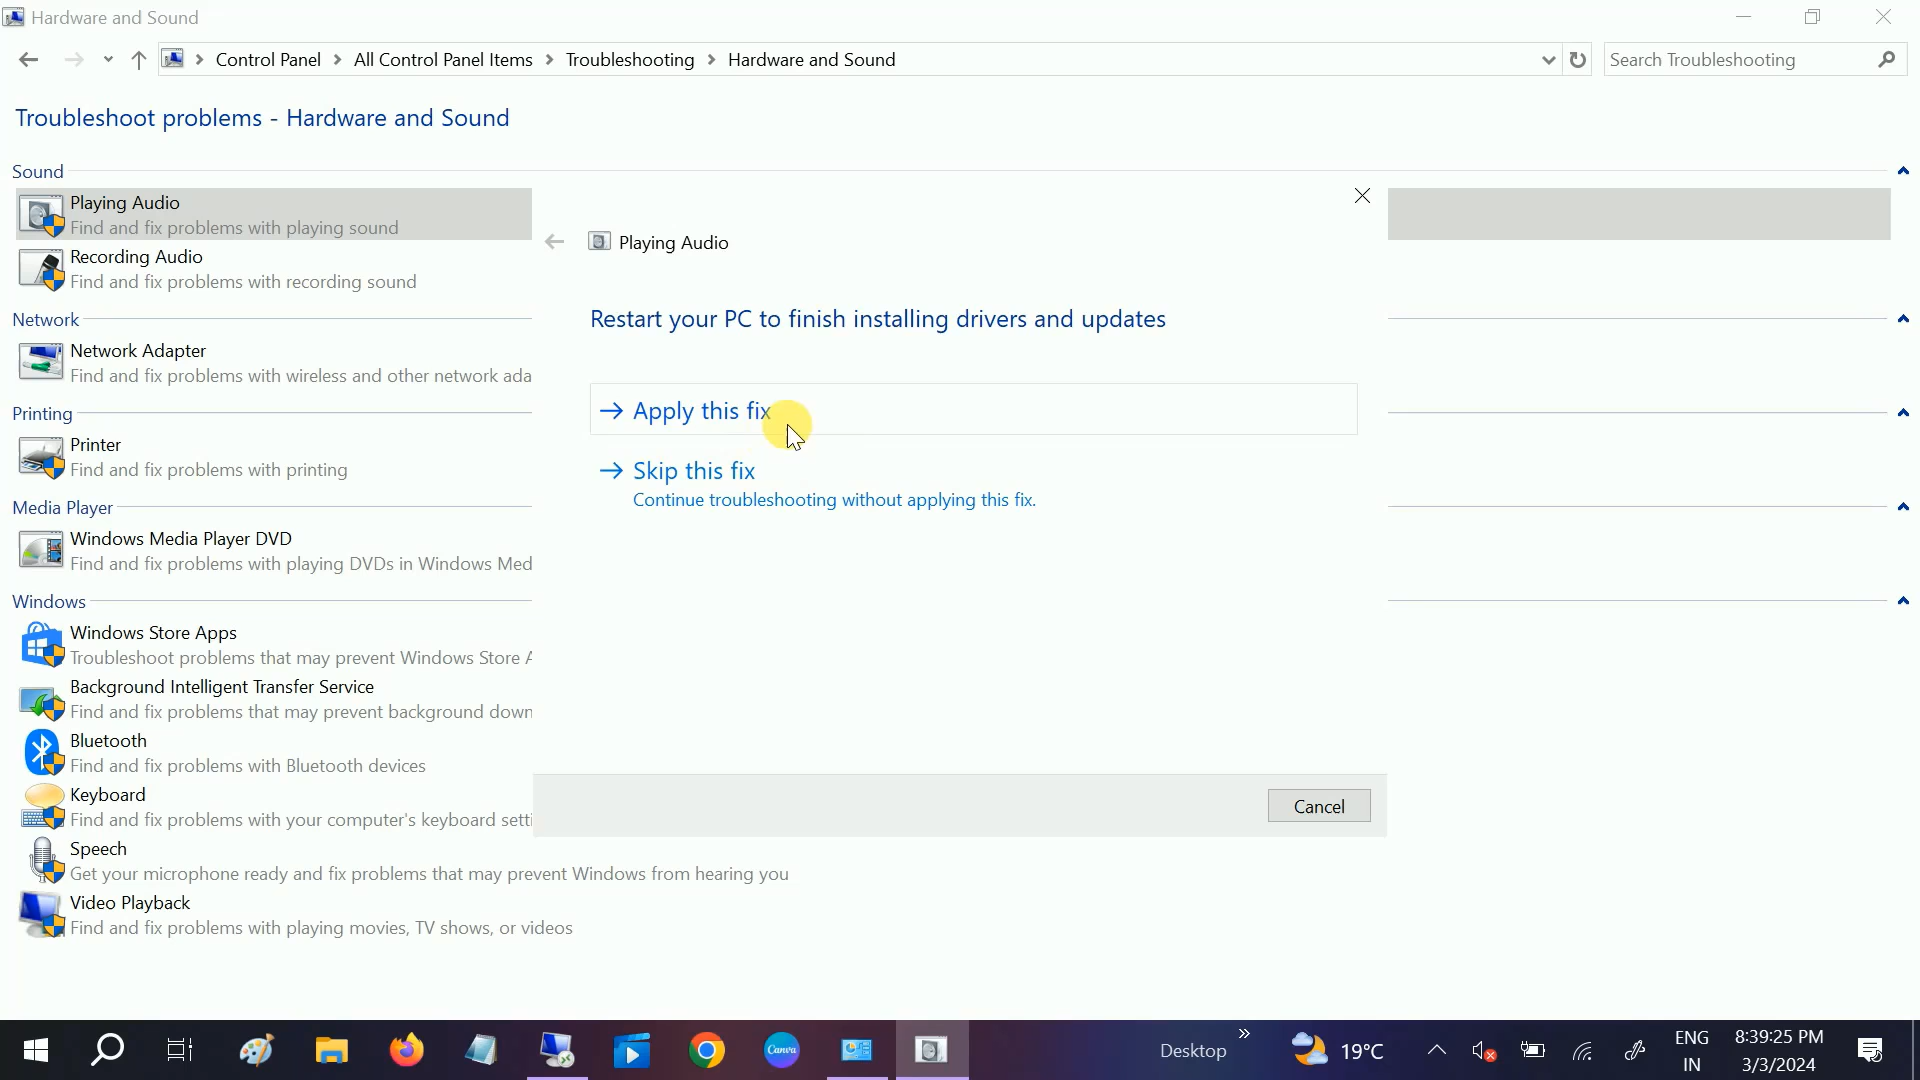 Hardware and Sound
Control Panel > All Control Panel Items > Troubleshooting > Hardware and Sound
Search Troubleshooting
Troubleshoot problems - Hardware and Sound
Sound
Playing Audio
Find and fix problems with playing sound
Recording Audio
Find and fix problems with recording sound
Network
Network Adapter
Find and fix problems with wireless and other network ada
Printing
Printer
Find and fix problems with printing
Media Player
Windows Media Player DVD
Find and fix problems with playing DVDs in Windows Med
Windows
Windows Store Apps
Troubleshoot problems that may prevent Windows Store A
Background Intelligent Transfer Service
Find and fix problems that may prevent background down
Bluetooth
Find and fix problems with Bluetooth devices
Keyboard
Find and fix problems with your computer's keyboard setti
Speech
Get your microphone ready and fix problems that may prevent Windows from hearing you
Video Playback
Find and fix problems with playing movies, TV shows, or videos
Playing Audio
Restart your PC to finish installing drivers and updates
Apply this fix
Skip this fix
Continue troubleshooting without applying this fix.
Cancel
Canva
Desktop
19°C
ENG
IN
8:39:25 PM
3/3/2024